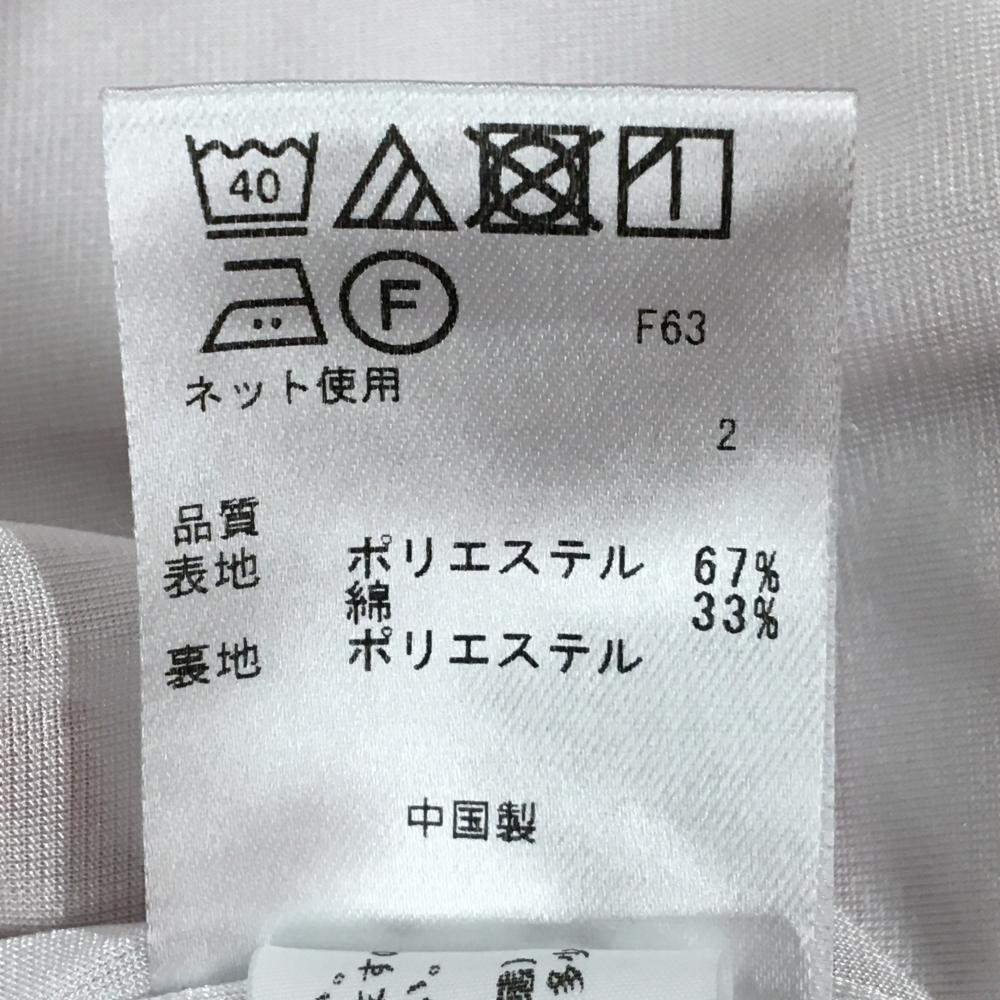 40
F F63
ネット使用
2
品質
表地 ポリエステル 67%
綿 33%
裏地 ポリエステル
中国製